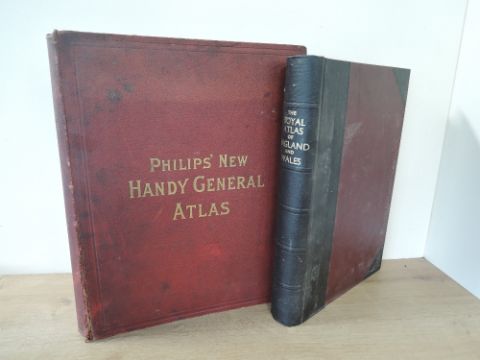 PHILIPS' NEW
HANDY GENERAL
ATLAS
THE
ROYAL
ATLAS
OF
ENGLAND
AND
WALES